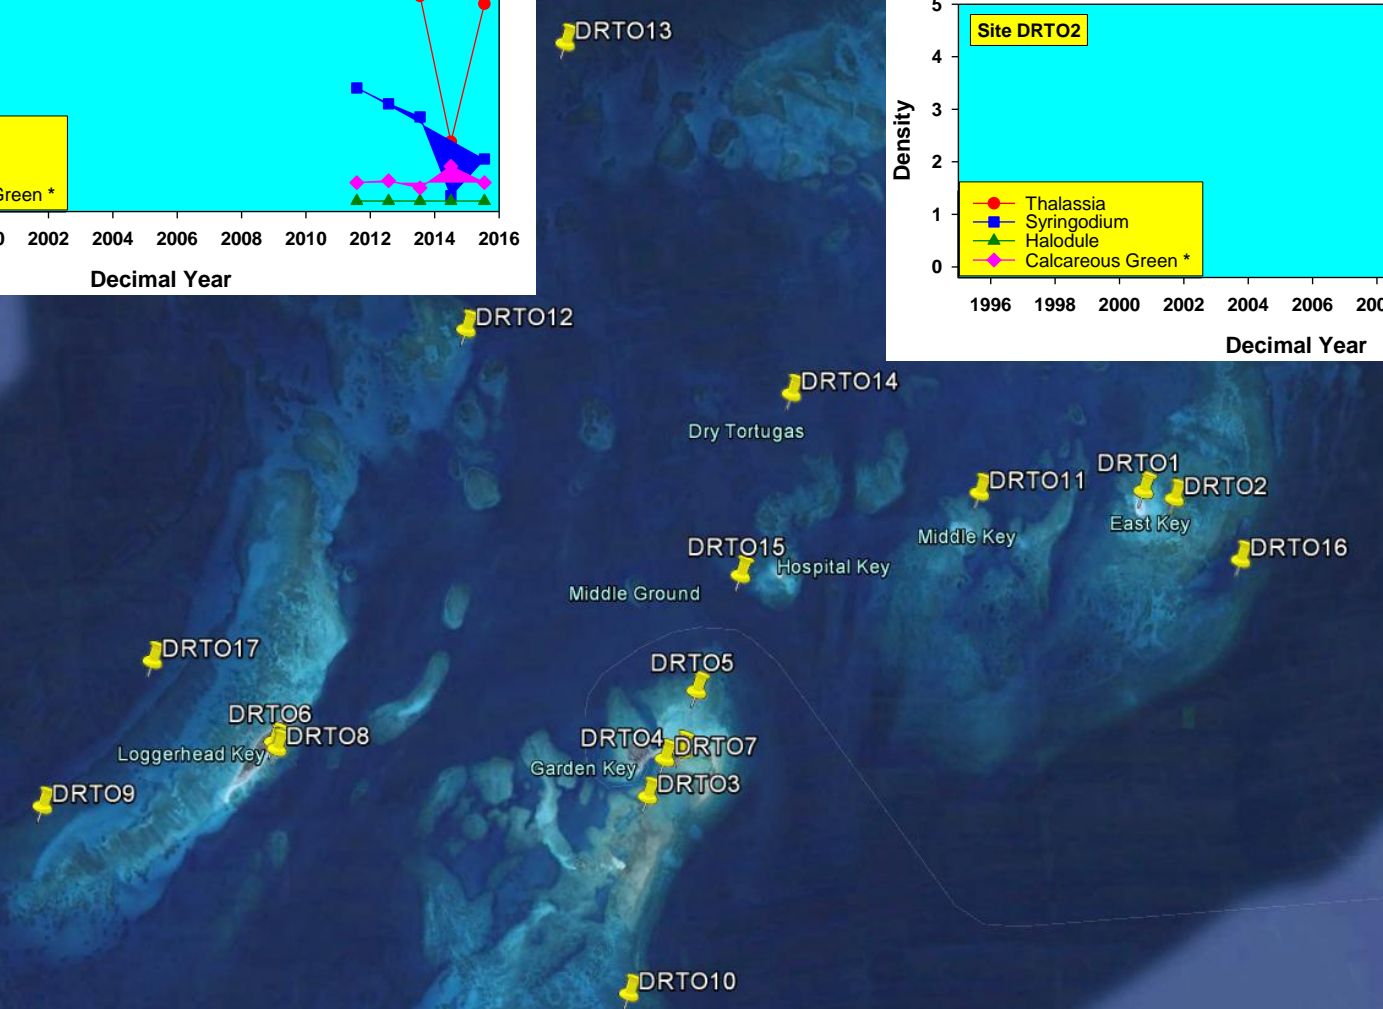 Green *
2002 2004 2006 2008 2010 2012 2014 2016
Decimal Year
5
Site DRTO2
4
3
Density
2
1
Thalassia
Syringodium
Halodule
0
Calcareous Green *
1996 1998 2000 2002 2004 2006
Decimal Year
DRTO13
DRTO12
DRTO14
Dry Tortugas
DRTO1
DRTO11
DRTO2
East Key
Middle Key
DRTO15
DRTO16
Hospital Key
Middle Ground
DRTO17
DRTO5
DRTO6
DRTO8
DRTO4
DRTO7
Loggerhead Key
Garden Key
DRTO3
DRTO9
DRTO10